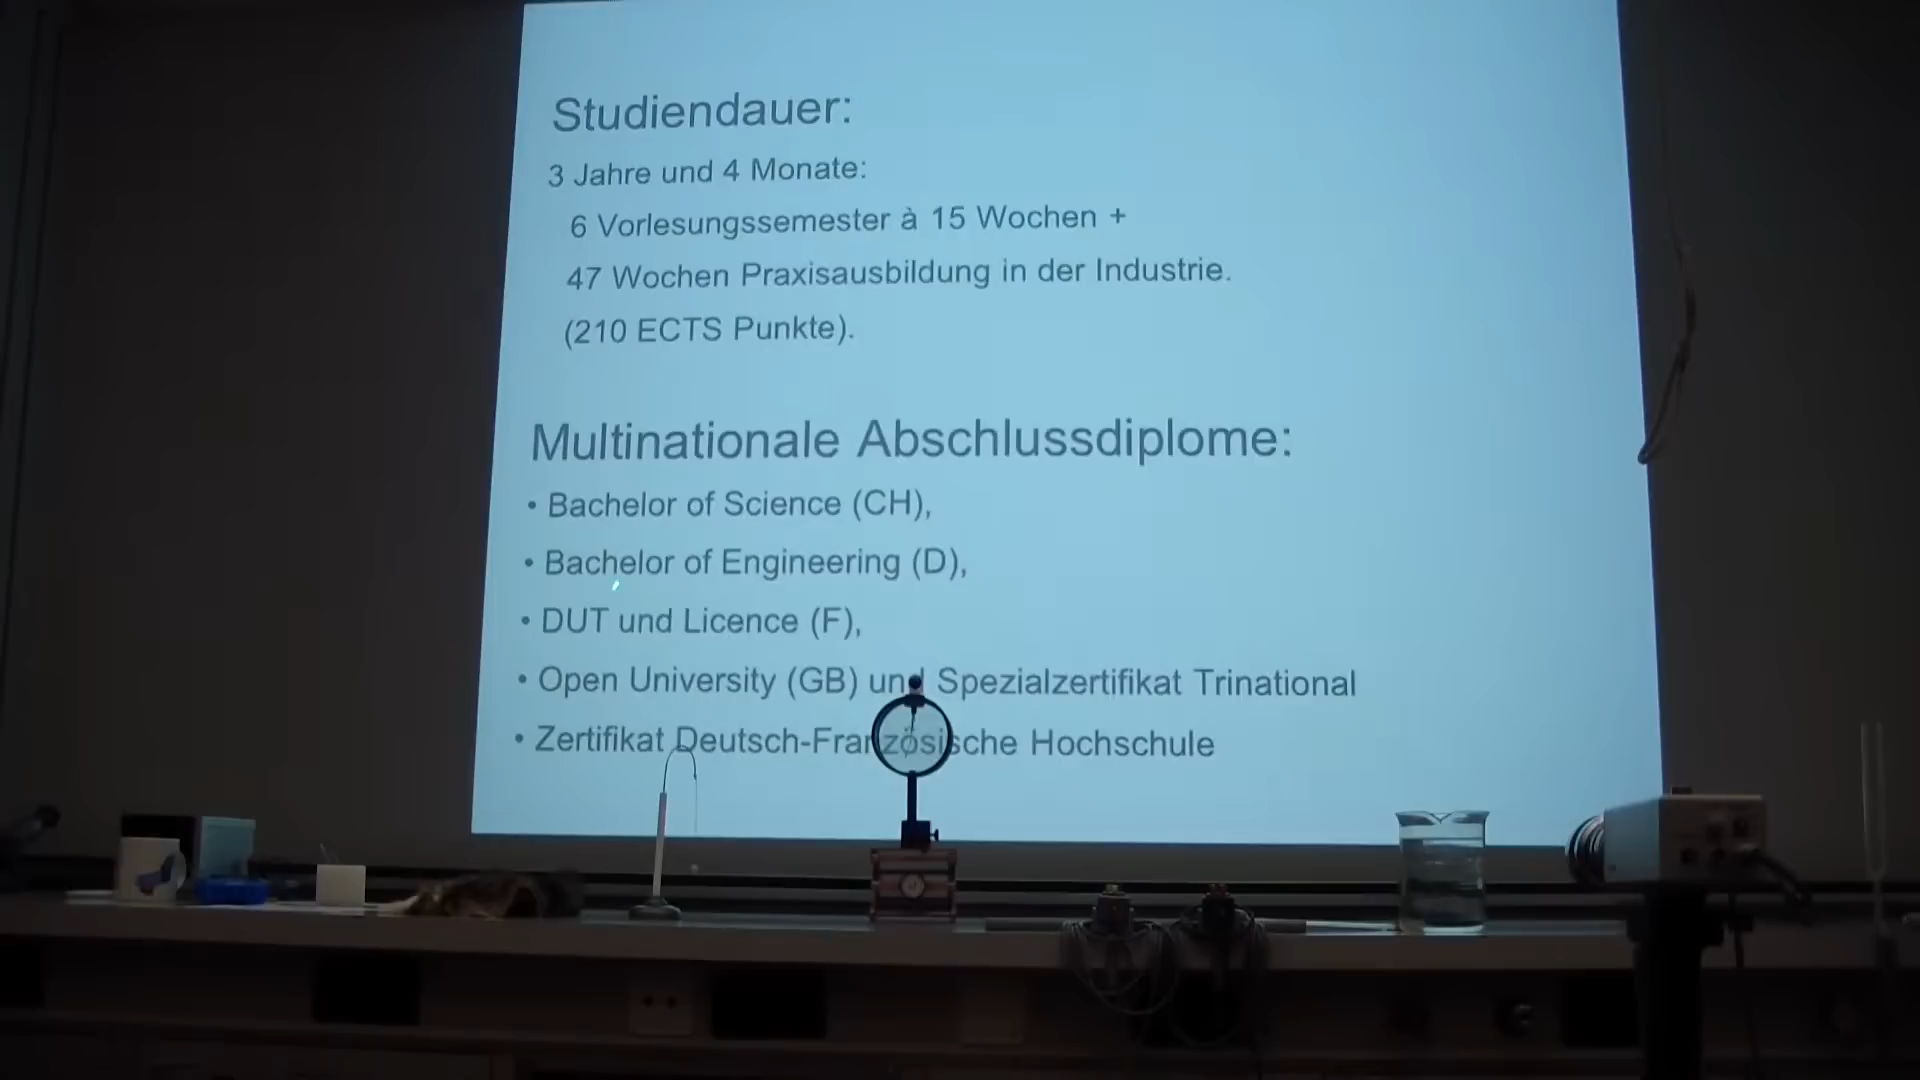 Studiendauer:
3 Jahre und 4 Monate:
6 Vorlesungssemester à 15 Wochen +
47 Wochen Praxisausbildung in der Industrie.
(210 ECTS Punkte).
Multinationale Abschlussdiplome:
• Bachelor of Science (CH),
• Bachelor of Engineering (D),
• DUT und Licence (F),
• Open University (GB) und Spezialzertifikat Trinational
• Zertifikat Deutsch-Französische Hochschule